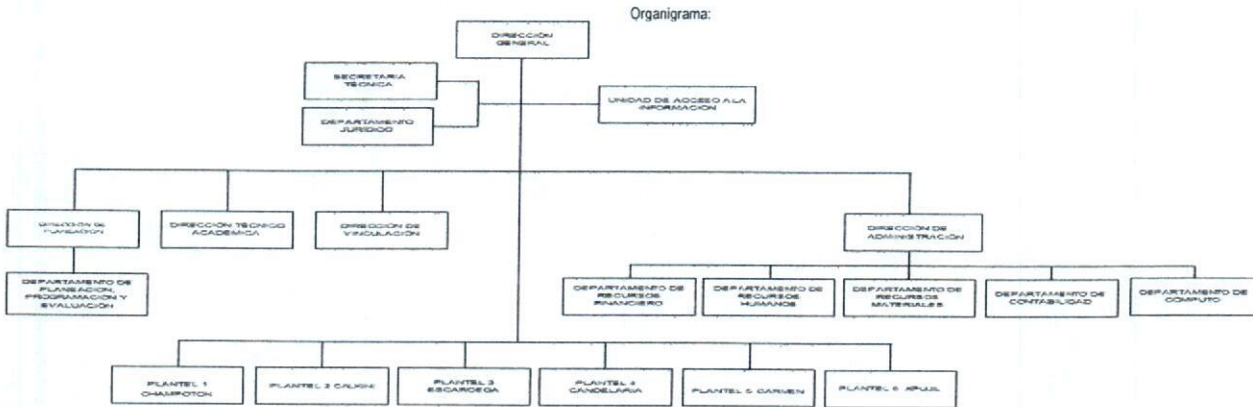 Organigrama:
DIRECCIÓN
GENERAL
SECRETARIA
TECNICA
DEPARTAMENTO
JURIDICO
UNIDAD DE ACCESO A LA
INFORMACIÓN
DIRECCIÓN DE
PLANEACIÓN
DIRECCIÓN TECNICO
ACADEMICA
DIRECCIÓN DE
VINCULACIÓN
DIRECCIÓN DE
ADMINISTRACIÓN
DEPARTAMENTO DE
PLANEACION,
PROGRAMACION Y
EVALUACIÓN
DEPARTAMENTO DE
RECURSOS
FINANCIERO
DEPARTAMENTO DE
RECURSOS
HUMANOS
DEPARTAMENTO DE
RECURSOS
MATERIALES
DEPARTAMENTO DE
CONTABILIDAD
DEPARTAMENTO DE
COMPUTO
PLANTEL 1
CHAMPOTON
PLANTEL 2 CALKINI
PLANTEL 3
ESCARCEGA
PLANTEL 4
CANDELARIA
PLANTEL 5 CARMEN
PLANTEL 6 XPUJIL